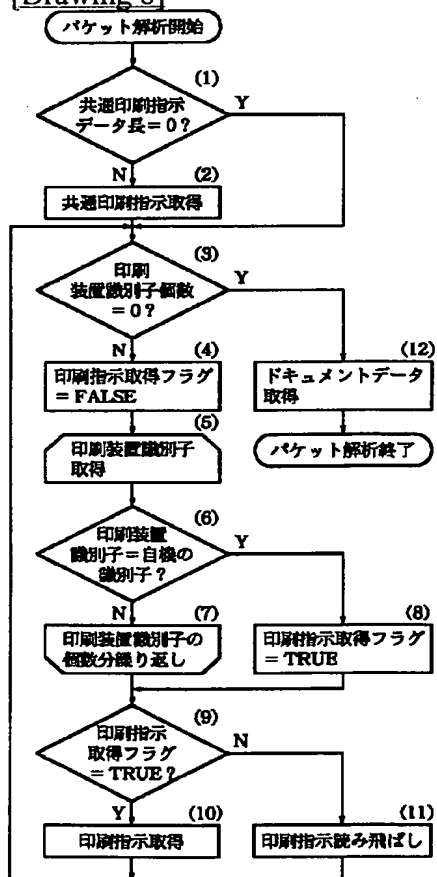 [Drawing 6]
パケット解析開始
(1)
共通印刷指示
データ長=0?
Y
N
(2)
共通印刷指示取得
(3)
印刷
装置識別子個数
=0?
Y
N
(4)
印刷指示取得フラグ
= FALSE
(12)
ドキュメントデータ
取得
(5)
印刷装置識別子
取得
パケット解析終了
(6)
印刷装置
識別子=自機の
識別子?
Y
N
(7)
印刷装置識別子の
個数分繰り返し
(8)
印刷指示取得フラグ
= TRUE
(9)
印刷指示
取得フラグ
= TRUE?
N
Y
(10)
印刷指示取得
(11)
印刷指示読み飛ばし